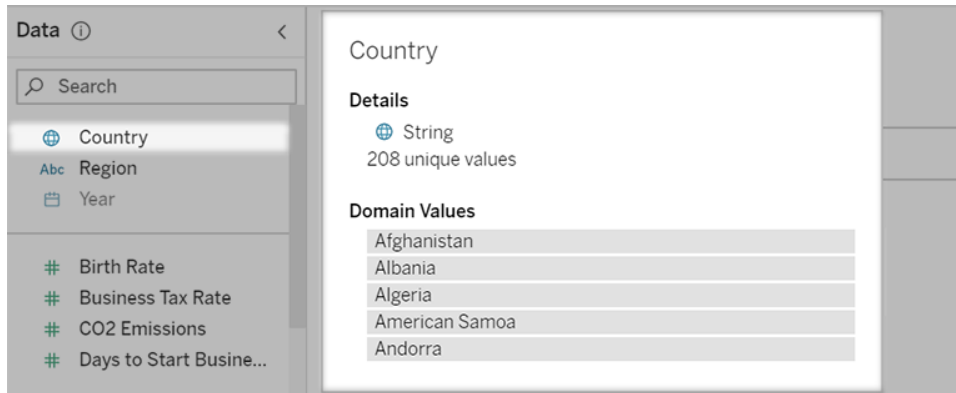 Data
Search
Country
Abc Region
Year
# Birth Rate
# Business Tax Rate
# CO2 Emissions
# Days to Start Busine...
Country
Details
String
208 unique values
Domain Values
Afghanistan
Albania
Algeria
American Samoa
Andorra